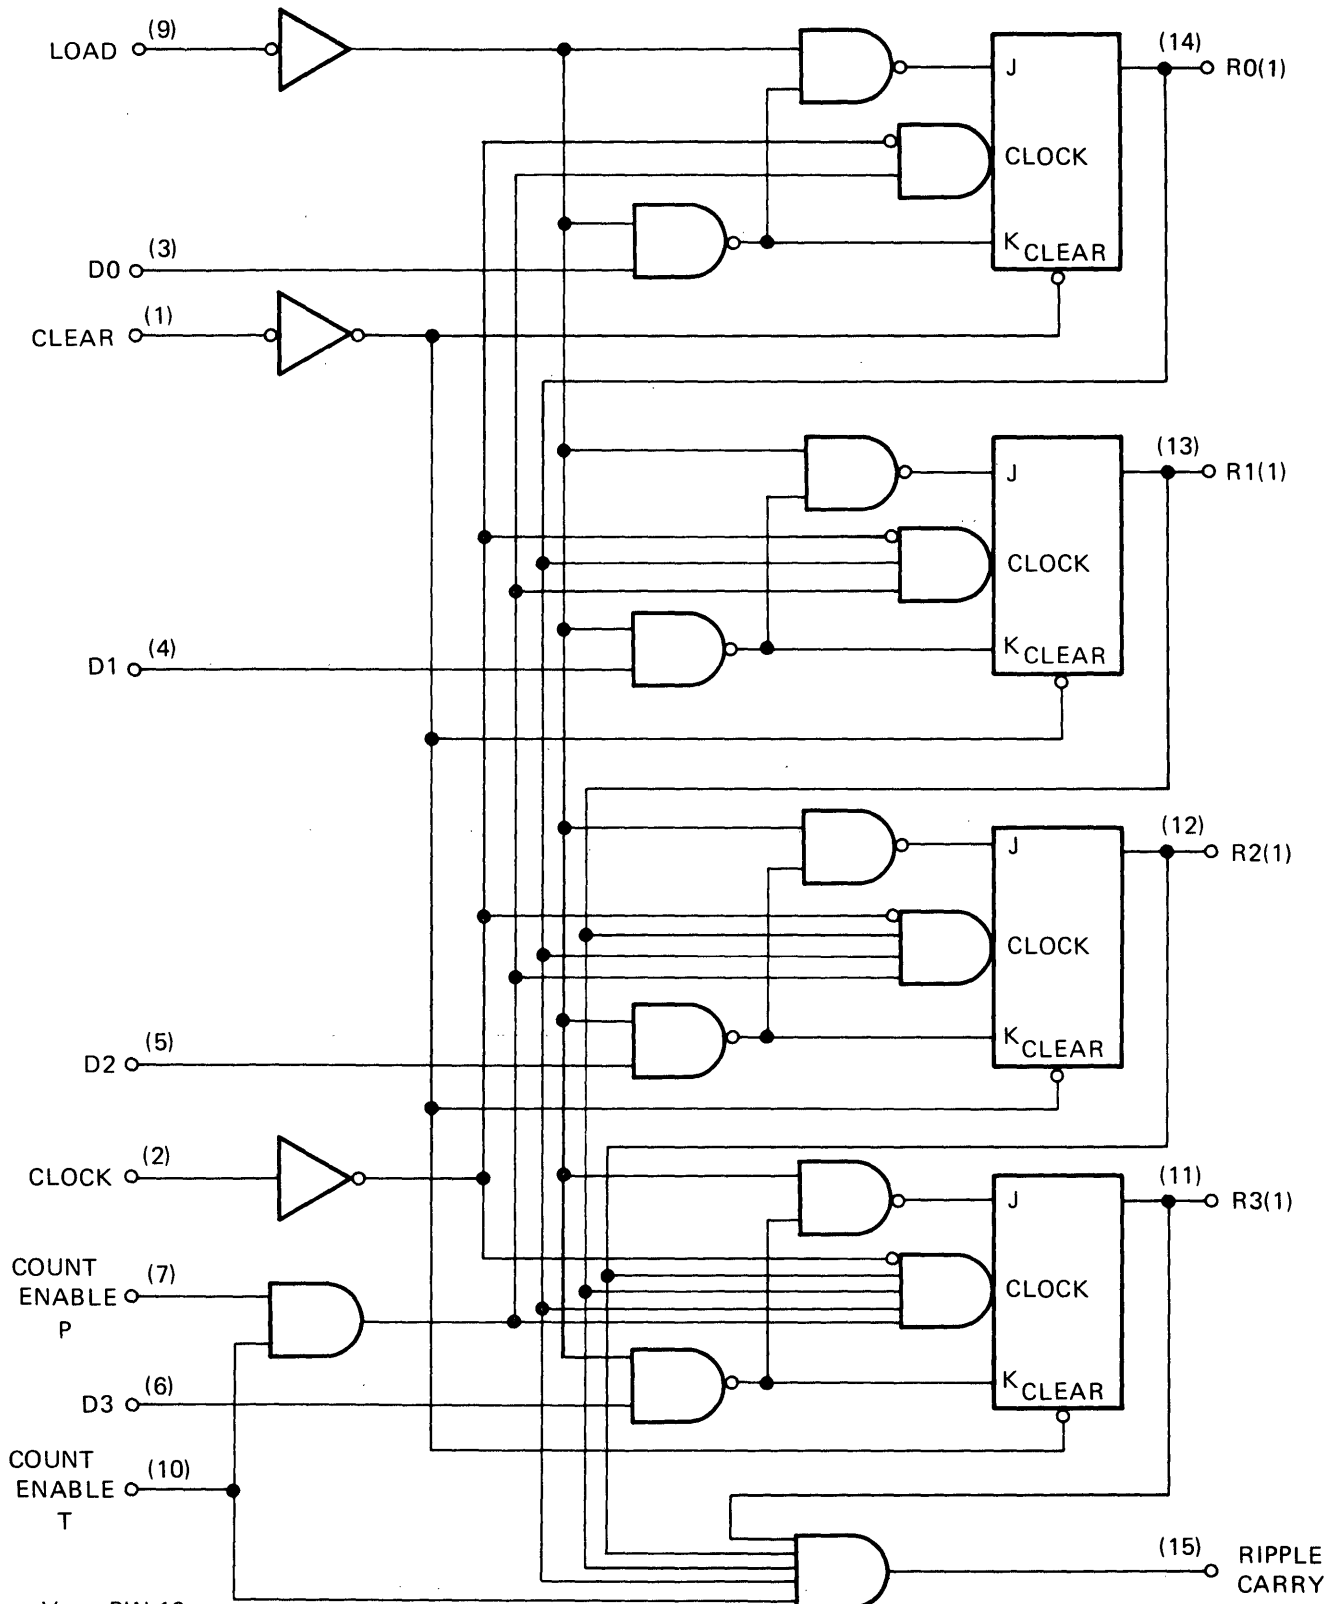 (9)
LOAD
(14)
J
R0(1)
CLOCK
(3)
D0
K
CLEAR
(1)
CLEAR
(13)
J
R1(1)
CLOCK
(4)
D1
K
CLEAR
(12)
J
R2(1)
CLOCK
(5)
D2
K
CLEAR
(2)
CLOCK
(11)
J
R3(1)
COUNT
ENABLE
P
(7)
CLOCK
(6)
D3
K
CLEAR
COUNT
ENABLE
T
(10)
(15)
RIPPLE
CARRY